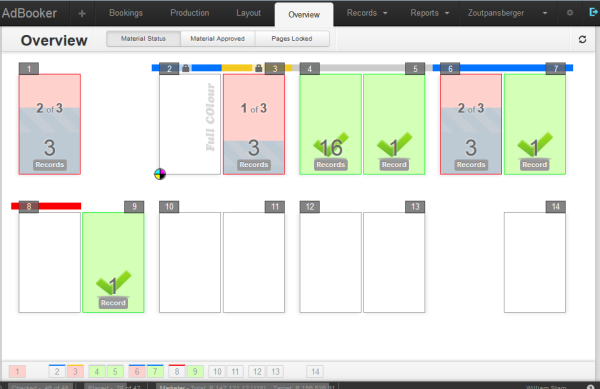 AdBooker + Bookings Production Layout Overview Records Reports Zoutpansberger
Overview Material Status Material Approved Pages Locked
1 2 3 4 5 6 7
Full COlour
2 of 3 1 of 3 2 of 3
3 3 16 1 3 1
Records Records Records Record Records Record
8 9 10 11 12 13 14
1
Record
1 2 3 4 5 6 7 8 9 10 11 12 13 14